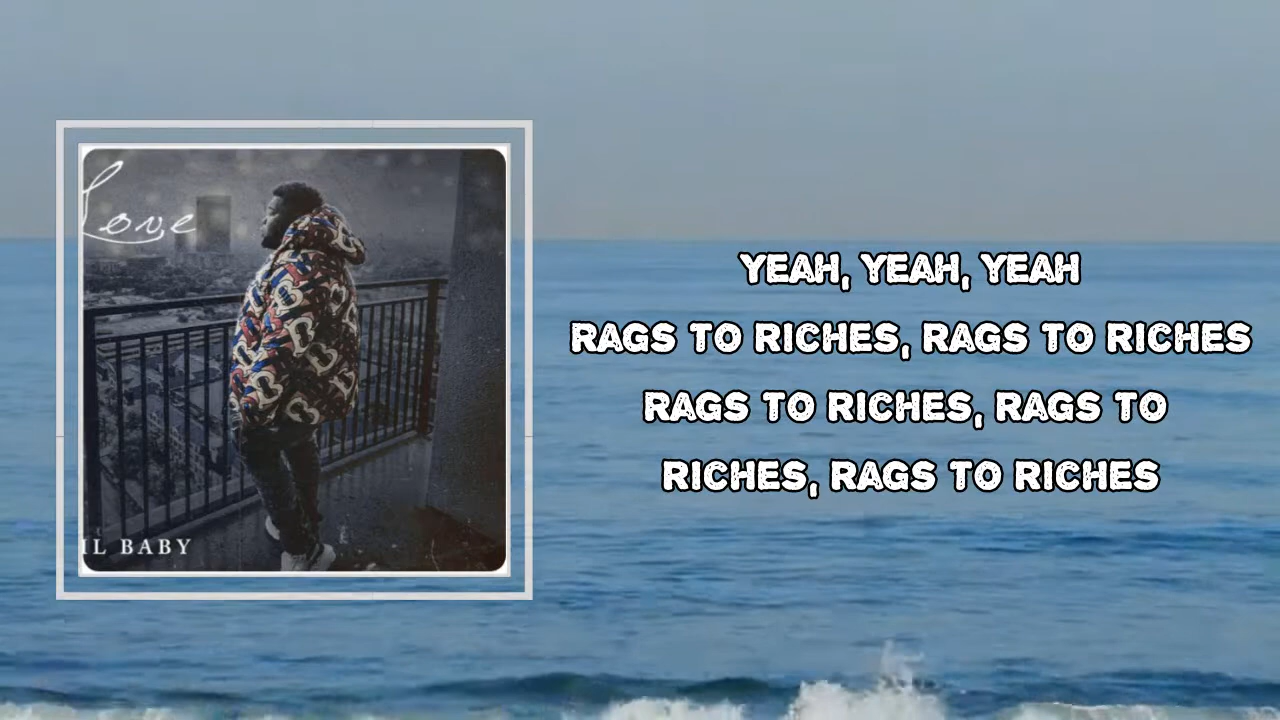 Love
IL BABY
YEAH, YEAH, YEAH
RAGS TO RICHES, RAGS TO RICHES
RAGS TO RICHES, RAGS TO
RICHES, RAGS TO RICHES